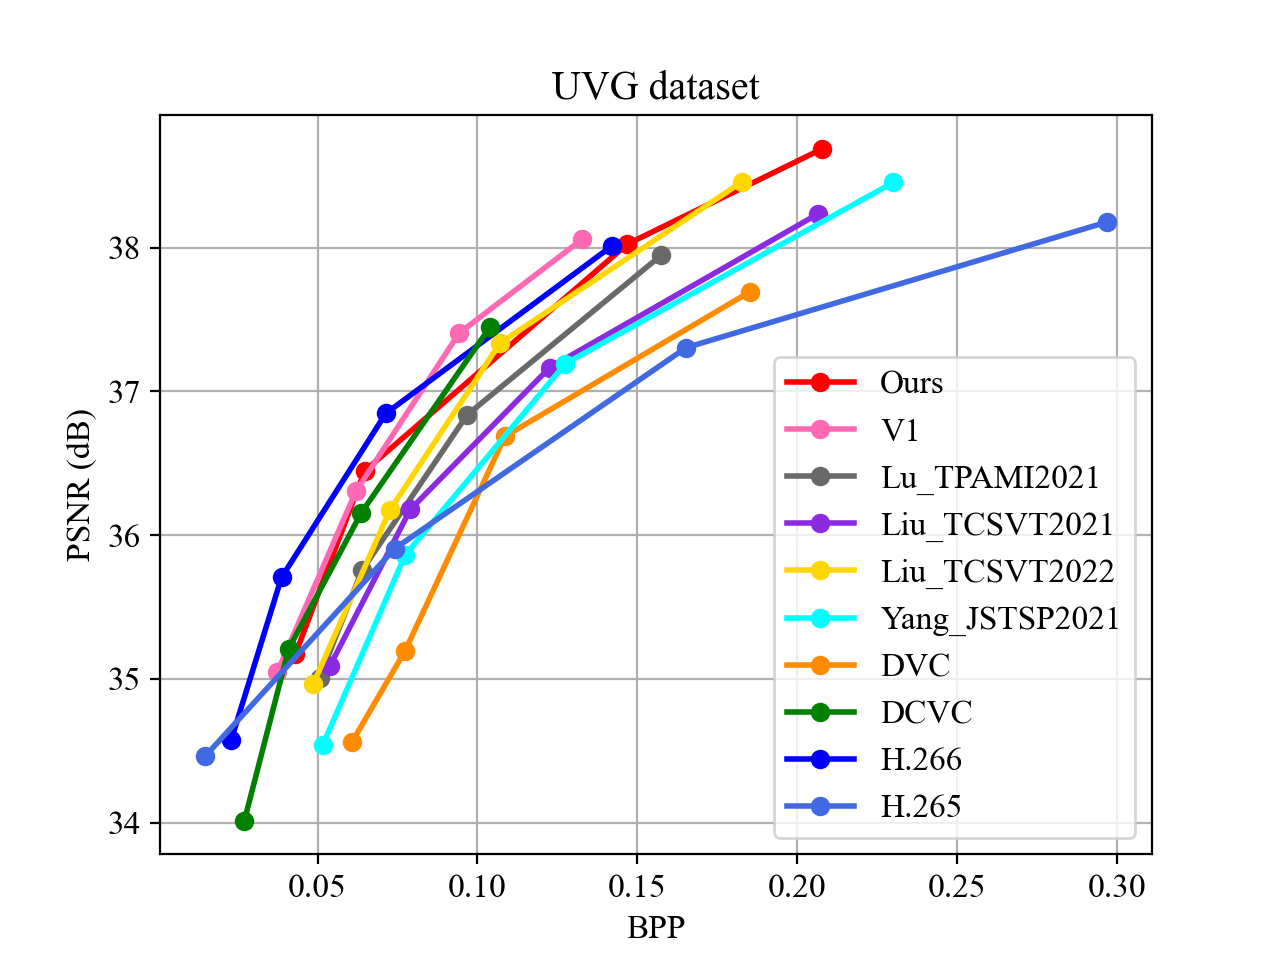 UVG dataset
PSNR (dB)
38
37
36
35
34
Ours
V1
Lu_TPAMI2021
Liu_TCSVT2021
Liu_TCSVT2022
Yang_JSTSP2021
DVC
DCVC
H.266
H.265
0.05 0.10 0.15 0.20 0.25 0.30
BPP